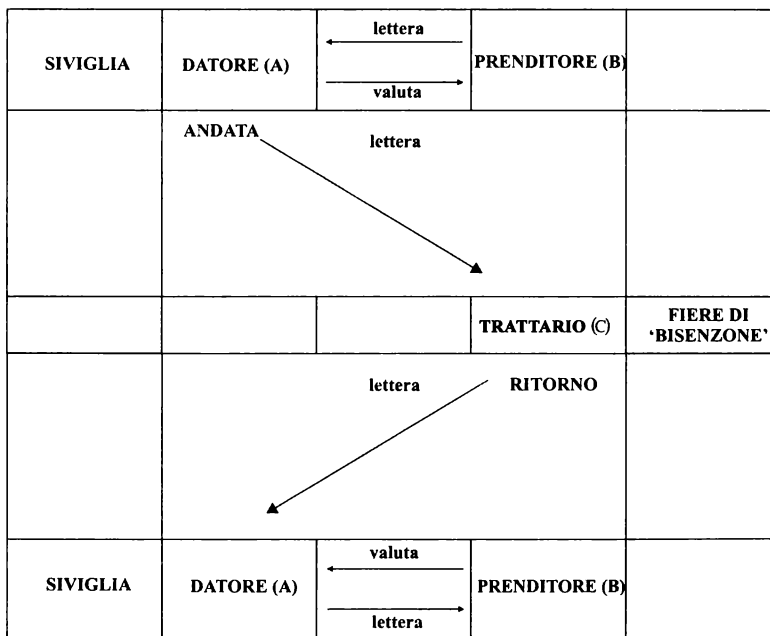 lettera
SIVIGLIA DATORE (A) PRENDITORE (B)
valuta
ANDATA
lettera
TRATTARIO (C) FIERE DI
‘BISENZONE’
lettera RITORNO
valuta
SIVIGLIA DATORE (A) PRENDITORE (B)
lettera